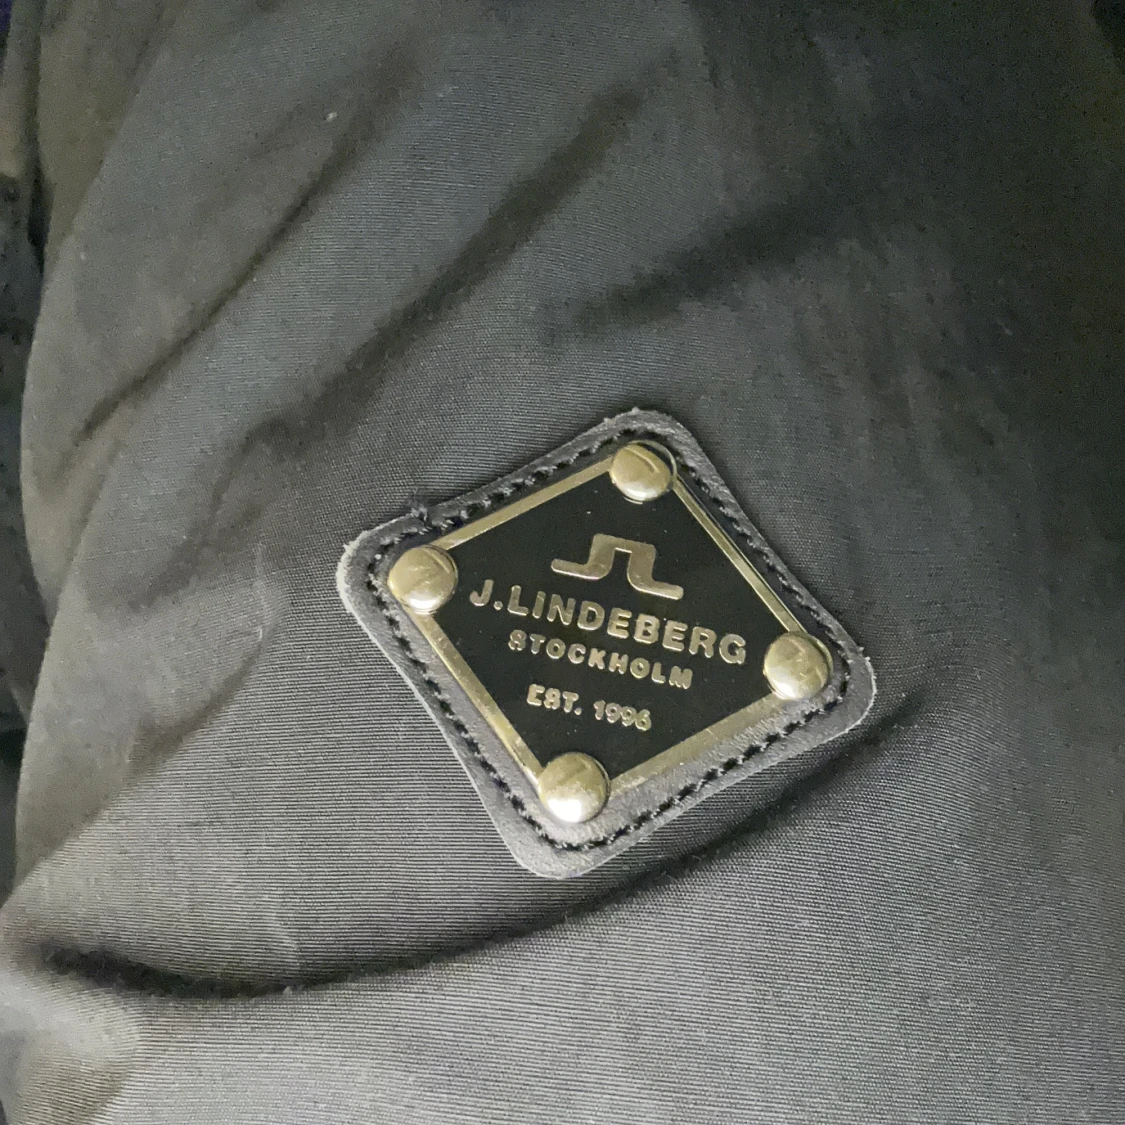 J.LINDEBERG
STOCKHOLM
EST. 1996